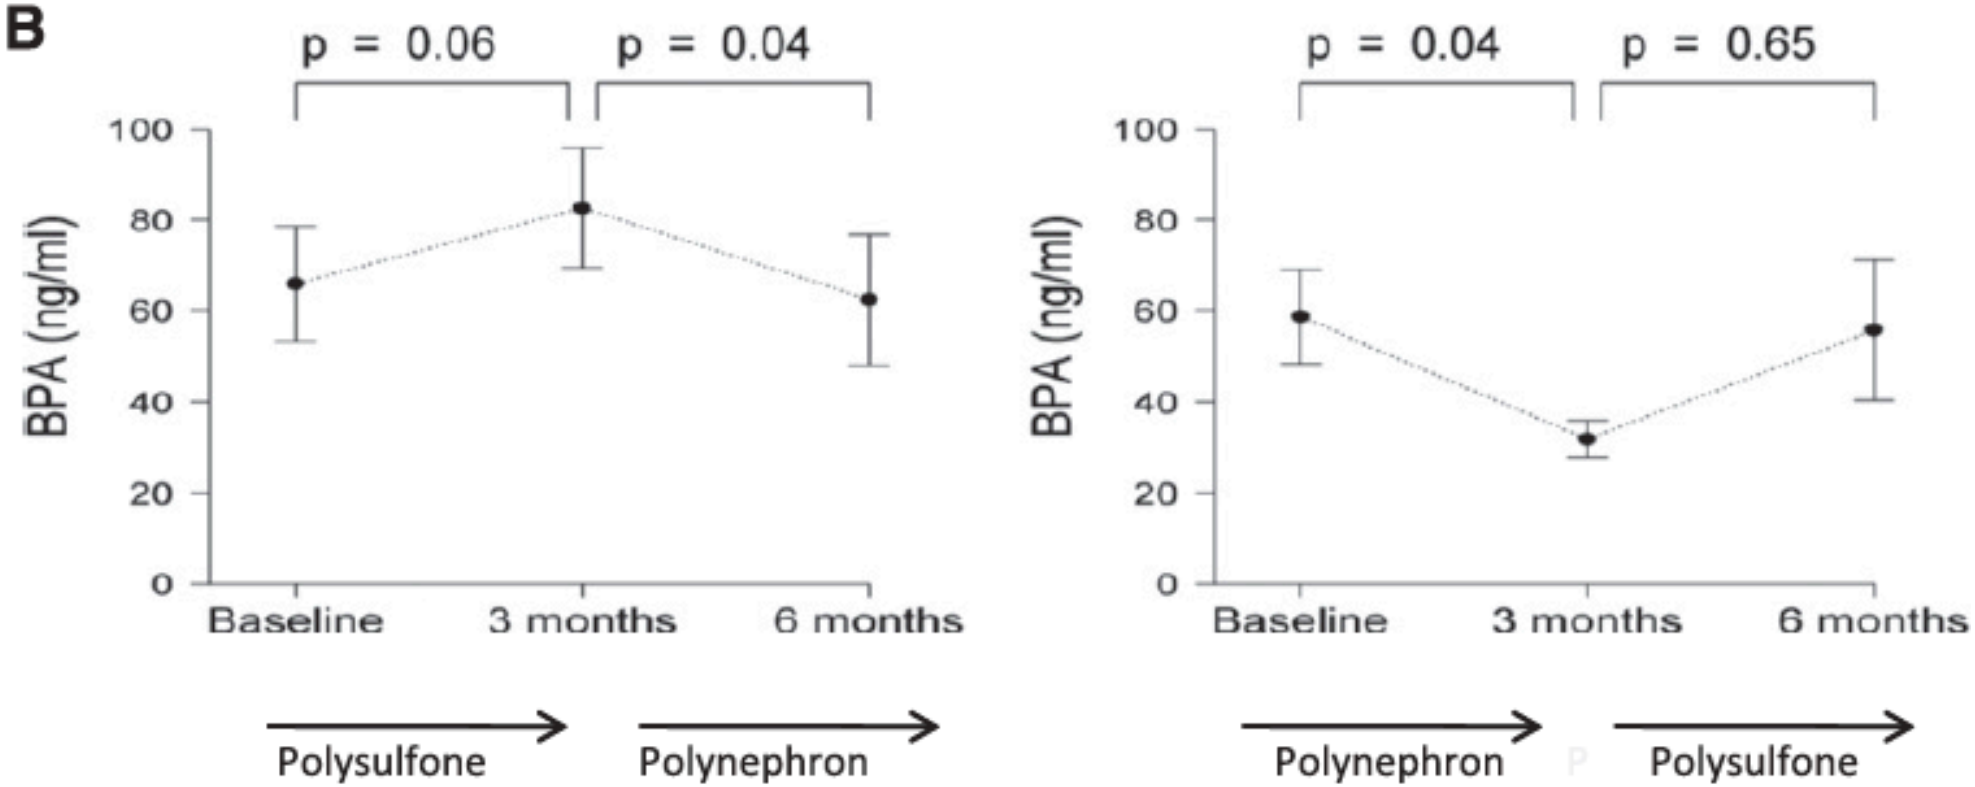 B
p = 0.06
p = 0.04
BPA (ng/ml)
100
80
60
40
20
0
Baseline
3 months
6 months
Polysulfone
Polynephron
p = 0.04
p = 0.65
BPA (ng/ml)
100
80
60
40
20
0
Baseline
3 months
6 months
Polynephron
P
Polysulfone